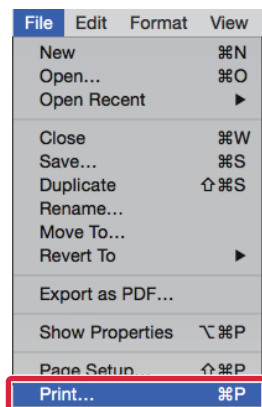 File Edit Format View
New ⌘N
Open... ⌘O
Open Recent ▶
Close ⌘W
Save... ⌘S
Duplicate ⇧⌘S
Rename...
Move To...
Revert To ▶
Export as PDF...
Show Properties ⌥⌘P
Page Setup... ⇧⌘P
Print... ⌘P